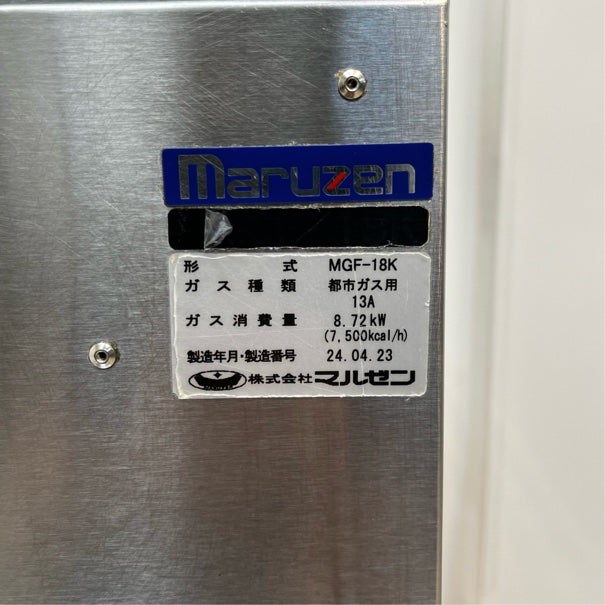 maruzen
形式 MGF-18K
ガス種類 都市ガス用
13A
ガス消費量 8.72kW
(7,500kcal/h)
製造年月・製造番号 24.04.23
株式会社マルゼン